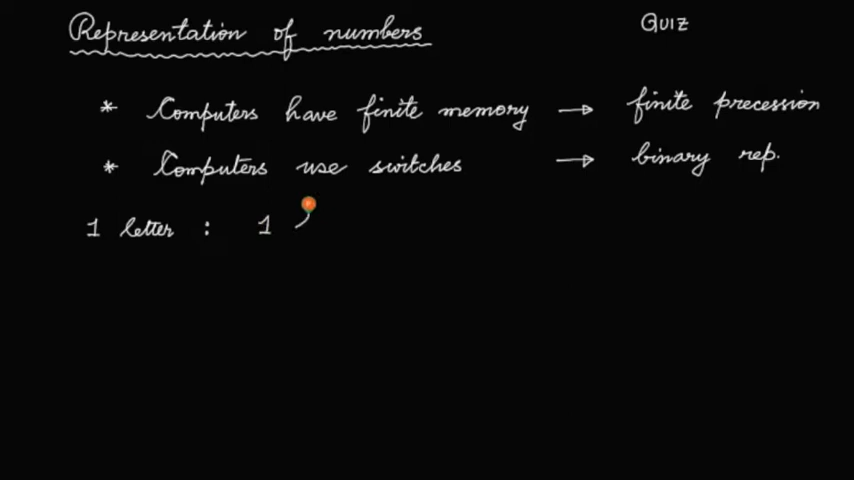 Representation of numbers
Quiz
* Computers have finite memory → finite precession
* Computers use switches → binary rep.
1 letter : 1